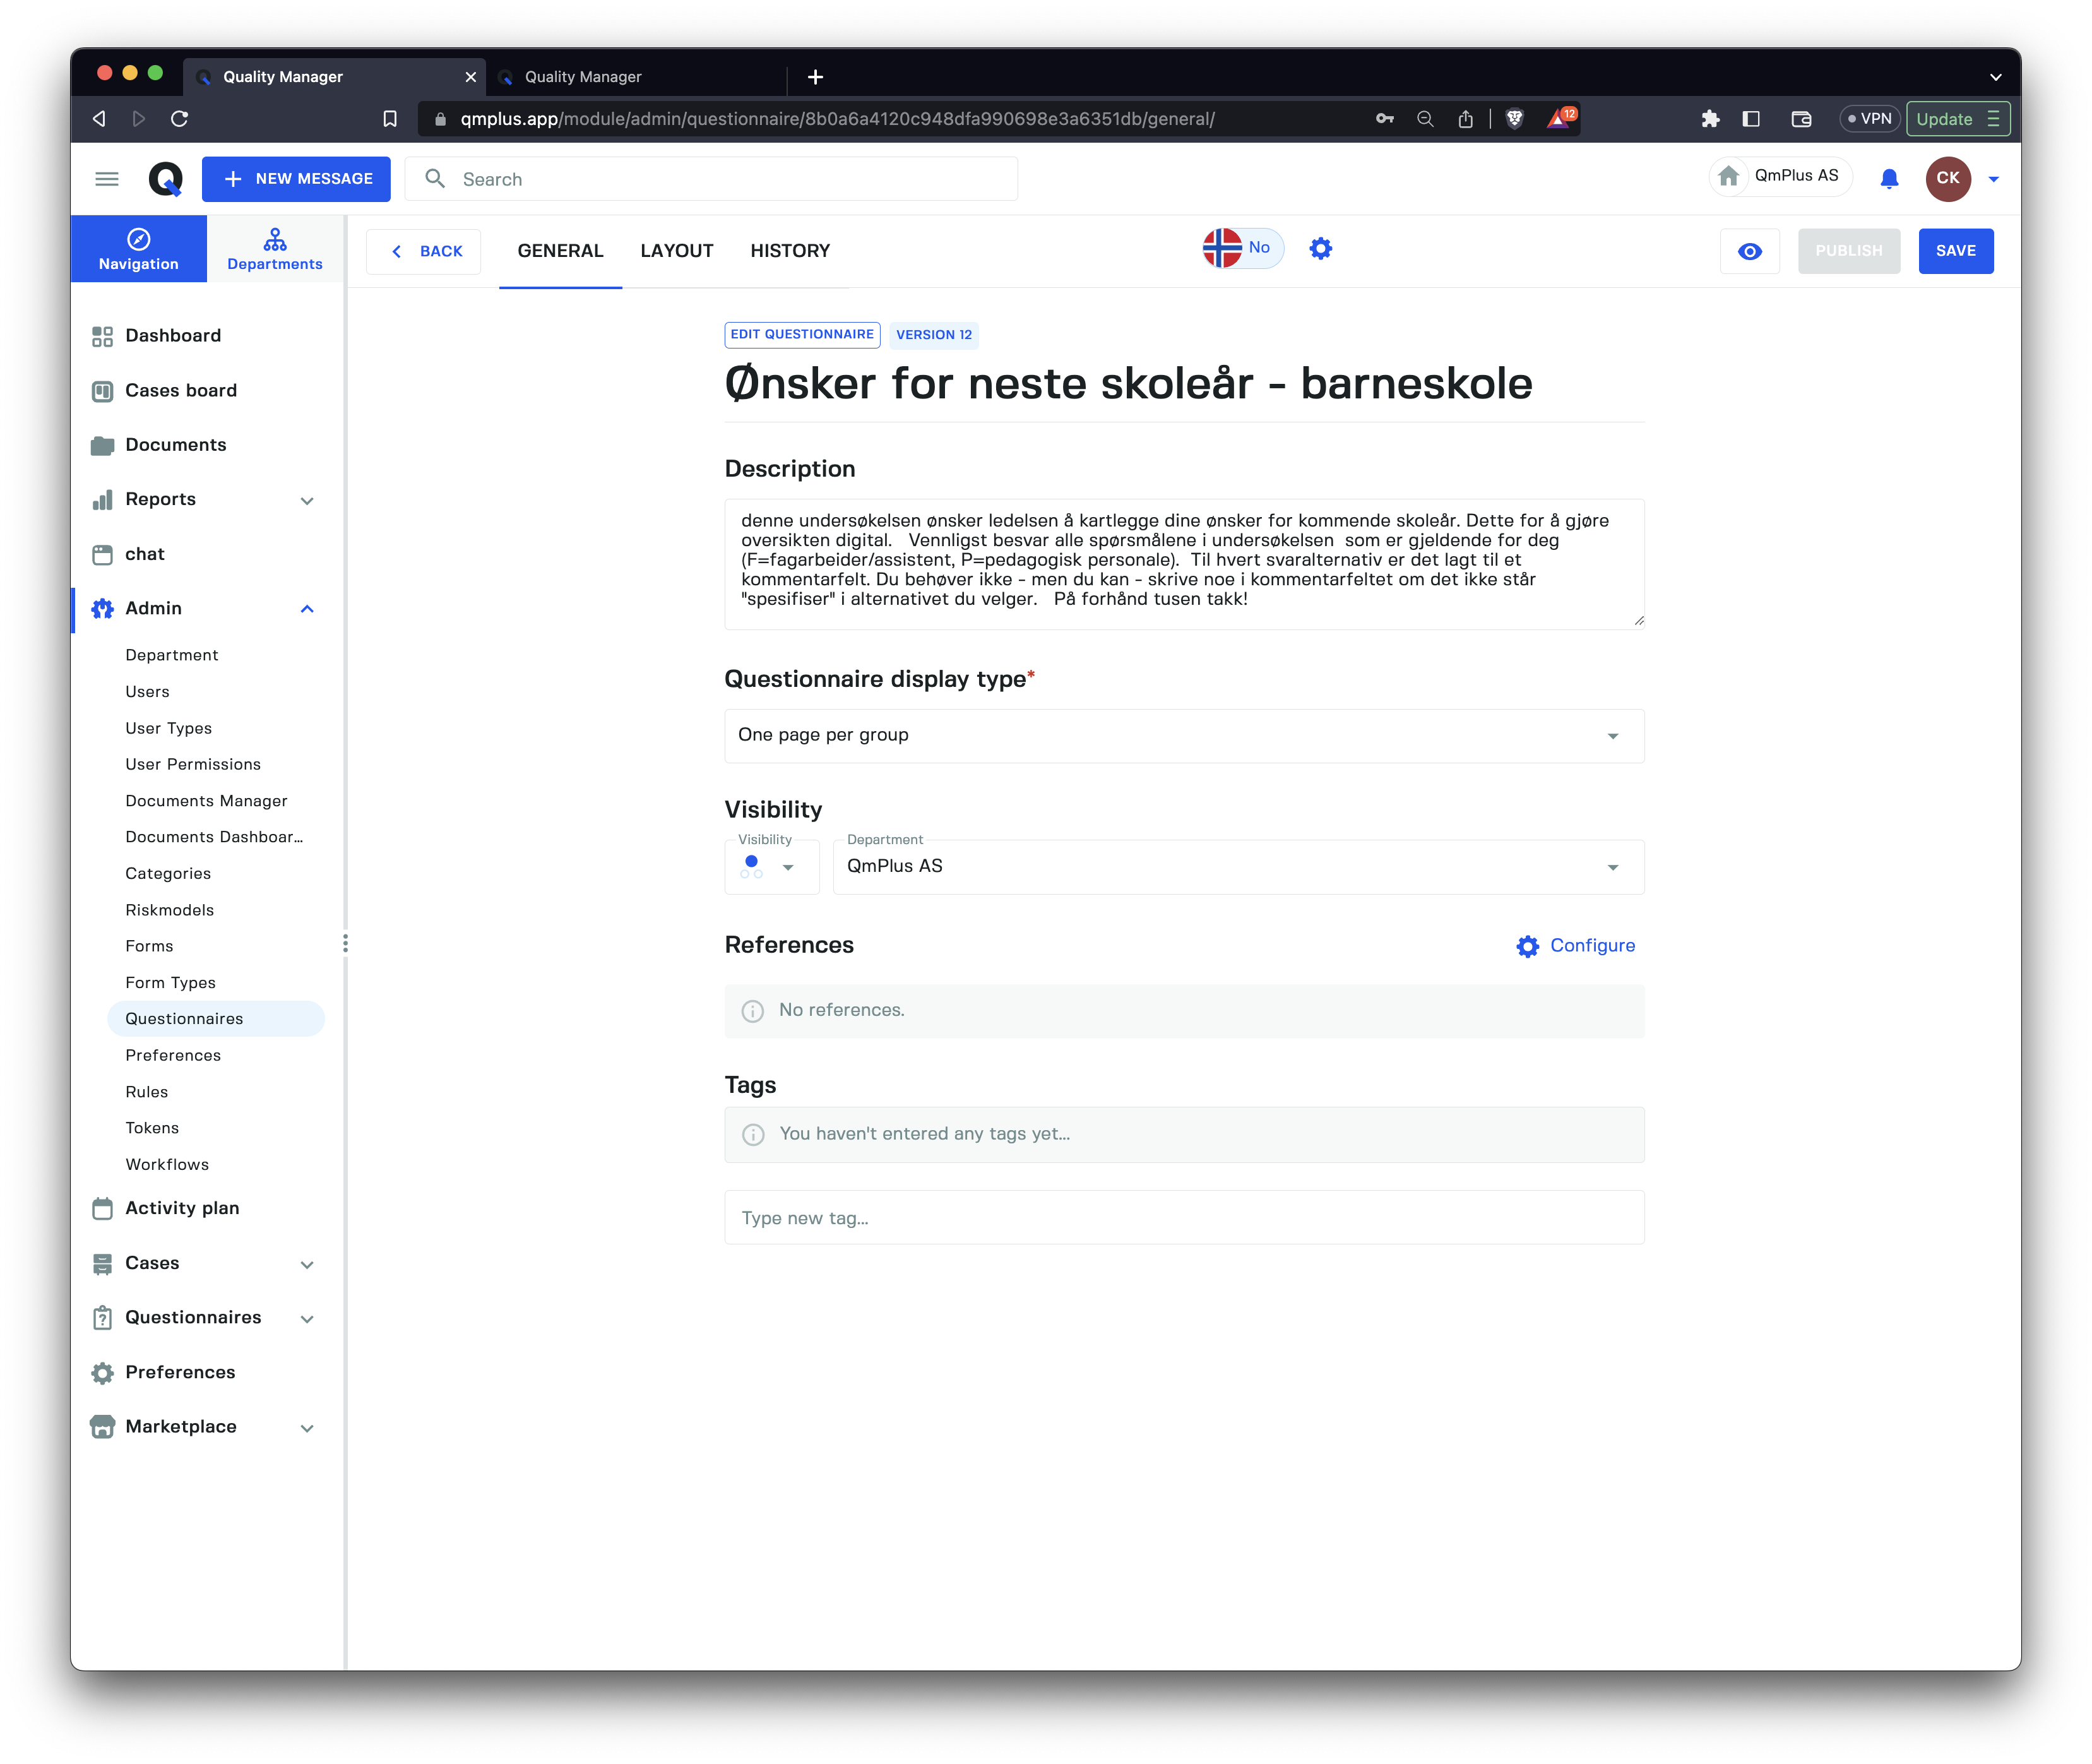 Quality Manager
Quality Manager
qmplus.app/module/admin/questionnaire/8b0a6a4120c948dfa990698e3a6351db/general/
12
VPN
Update
NEW MESSAGE
Search
QmPlus AS
CK
Navigation
Departments
BACK
GENERAL
LAYOUT
HISTORY
No
PUBLISH
SAVE
Dashboard
Cases board
Documents
Reports
chat
Admin
Department
Users
User Types
User Permissions
Documents Manager
Documents Dashboar...
Categories
Riskmodels
Forms
Form Types
Questionnaires
Preferences
Rules
Tokens
Workflows
Activity plan
Cases
Questionnaires
Preferences
Marketplace
EDIT QUESTIONNAIRE
VERSION 12
Ønsker for neste skoleår - barneskole
Description
denne undersøkelsen ønsker ledelsen å kartlegge dine ønsker for kommende skoleår. Dette for å gjøre
oversikten digital.   Vennligst besvar alle spørsmålene i undersøkelsen  som er gjeldende for deg
(F=fagarbeider/assistent, P=pedagogisk personale).  Til hvert svaralternativ er det lagt til et
kommentarfelt. Du behøver ikke - men du kan - skrive noe i kommentarfeltet om det ikke står
"spesifiser" i alternativet du velger.   På forhånd tusen takk!
Questionnaire display type*
One page per group
Visibility
Visibility
Department
QmPlus AS
References
Configure
No references.
Tags
You haven't entered any tags yet...
Type new tag...